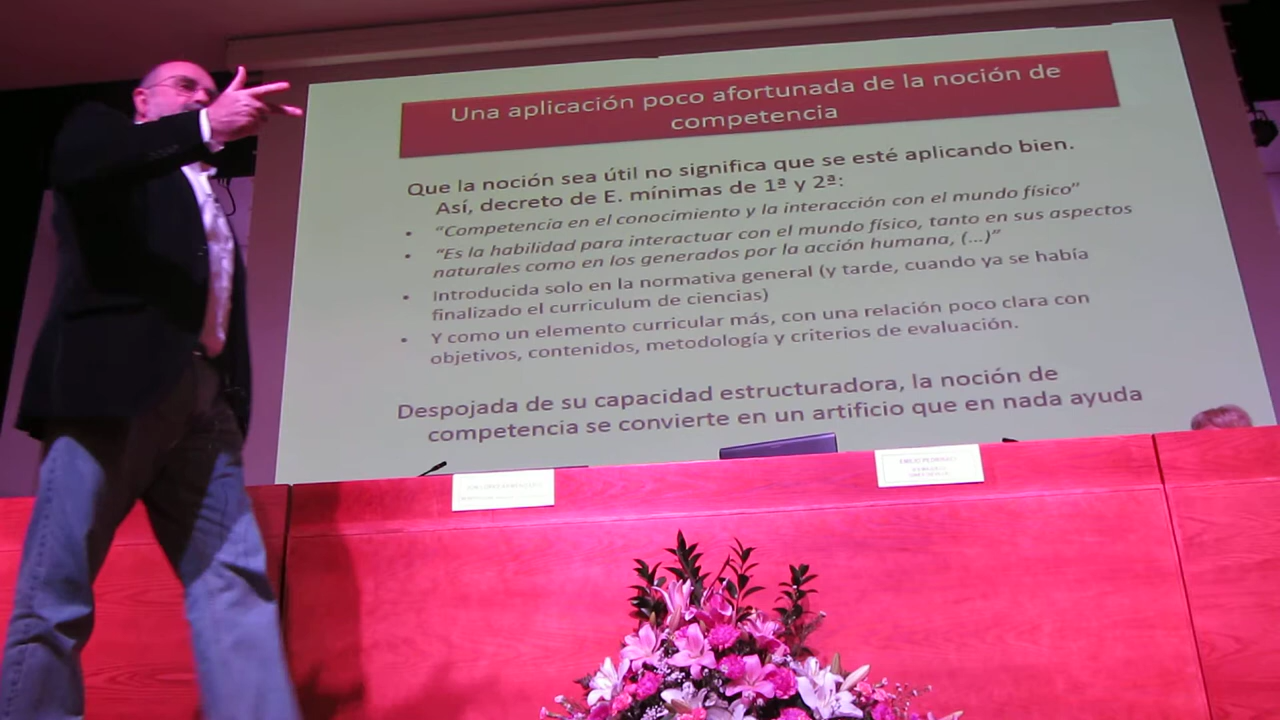 Una aplicación poco afortunada de la noción de
competencia
Que la noción sea útil no significa que se esté aplicando bien.
Así, decreto de E. mínimas de 1ª y 2ª:
• “Competencia en el conocimiento y la interacción con el mundo físico”
• “Es la habilidad para interactuar con el mundo físico, tanto en sus aspectos
naturales como en los generados por la acción humana, (...)”
• Introducida solo en la normativa general (y tarde, cuando ya se había
finalizado el curriculum de ciencias)
• Y como un elemento curricular más, con una relación poco clara con
objetivos, contenidos, metodología y criterios de evaluación.
Despojada de su capacidad estructuradora, la noción de
competencia se convierte en un artificio que en nada ayuda
EMILIO